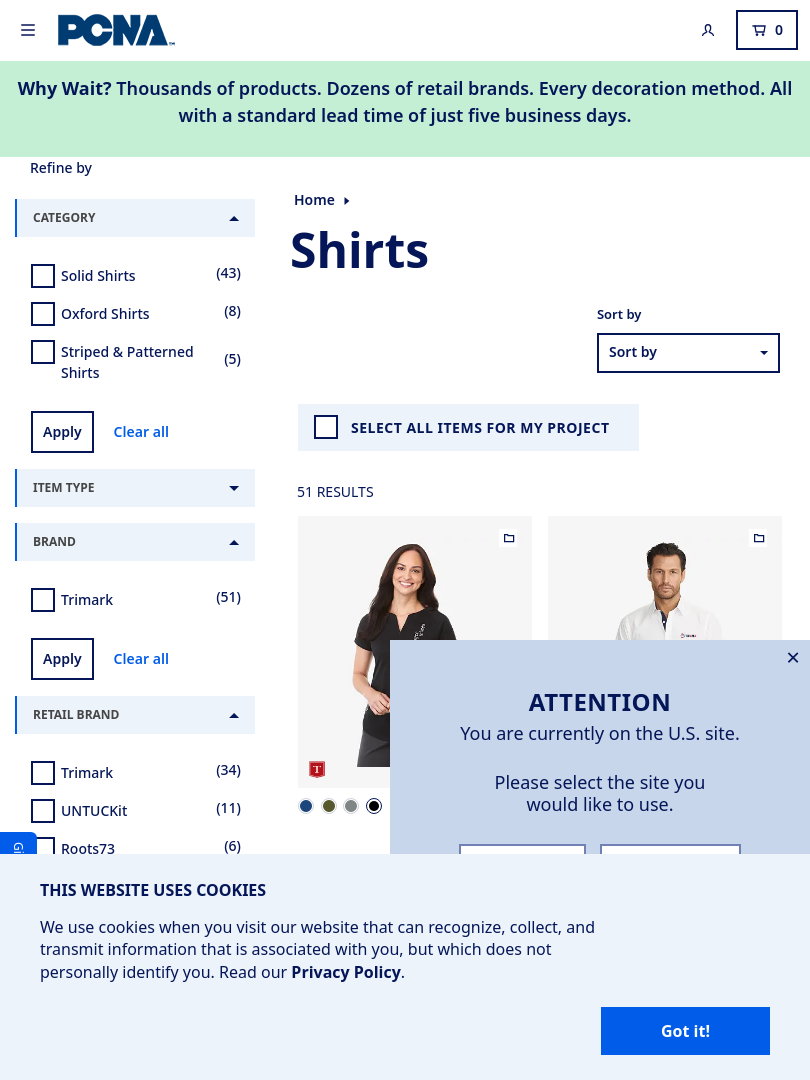 PCNA
0
Why Wait? Thousands of products. Dozens of retail brands. Every decoration method. All
with a standard lead time of just five business days.
Refine by
CATEGORY
Solid Shirts (43)
Oxford Shirts (8)
Striped & Patterned
Shirts (5)
Apply Clear all
ITEM TYPE
BRAND
Trimark (51)
Apply Clear all
RETAIL BRAND
Trimark (34)
UNTUCKit (11)
Roots73 (6)
Home
Shirts
Sort by
Sort by
SELECT ALL ITEMS FOR MY PROJECT
51 RESULTS
T
ATTENTION
You are currently on the U.S. site.
Please select the site you
would like to use.
THIS WEBSITE USES COOKIES
We use cookies when you visit our website that can recognize, collect, and
transmit information that is associated with you, but which does not
personally identify you. Read our Privacy Policy.
Got it!